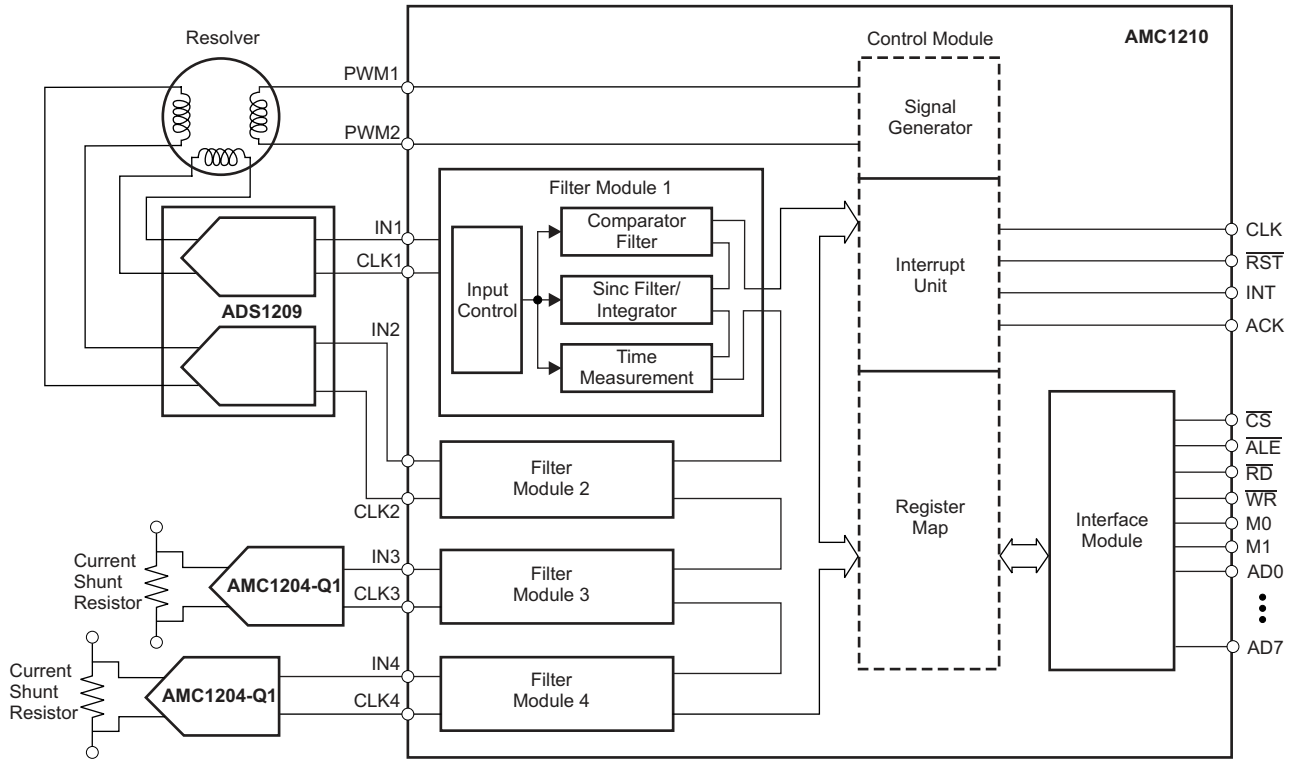 Resolver
Control Module
AMC1210
PWM1
PWM2
Signal
Generator
Filter Module 1
Comparator
Filter
Input
Control
Sinc Filter/
Integrator
Time
Measurement
Interrupt
Unit
CLK
RST
INT
ACK
IN1
CLK1
ADS1209
IN2
CLK2
Filter
Module 2
Register
Map
Interface
Module
CS
ALE
RD
WR
M0
M1
AD0
AD7
Current
Shunt
Resistor
AMC1204-Q1
IN3
CLK3
Filter
Module 3
Current
Shunt
Resistor
AMC1204-Q1
IN4
CLK4
Filter
Module 4